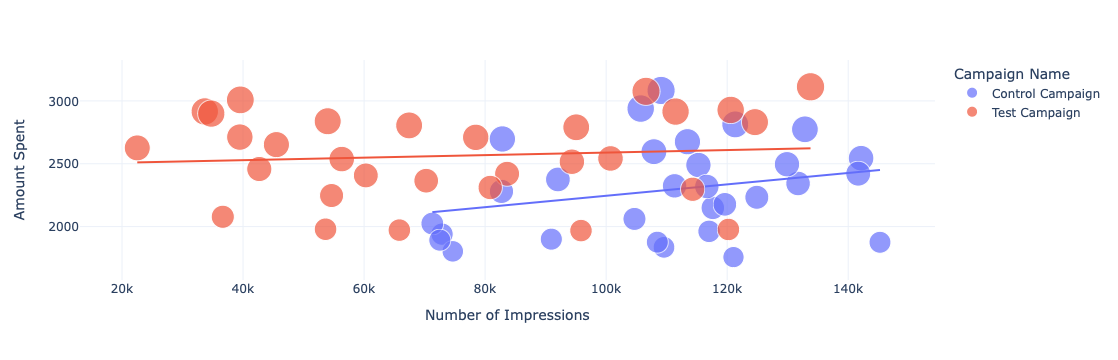 Campaign Name
Control Campaign
Test Campaign
Amount Spent
3000
2500
2000
20k 40k 60k 80k 100k 120k 140k
Number of Impressions